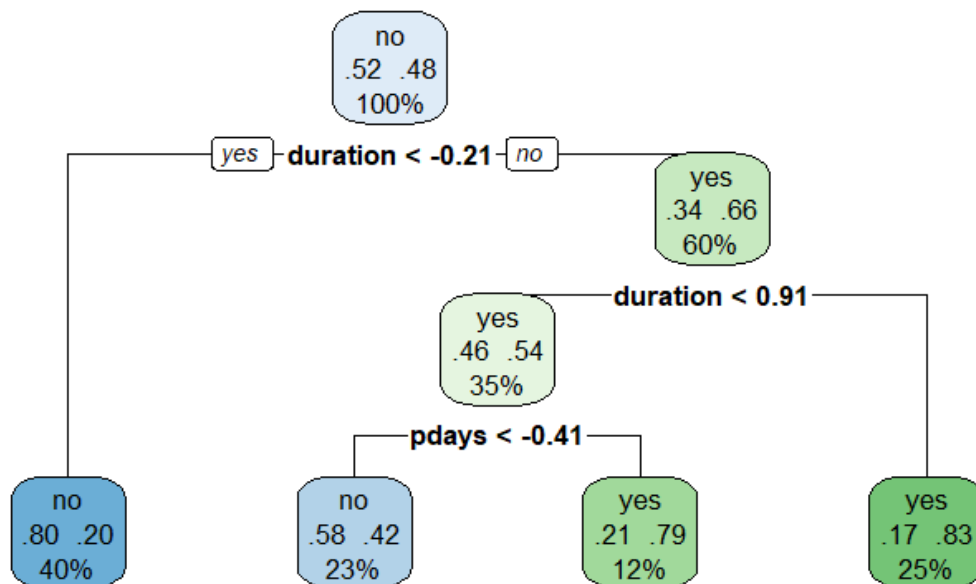 no
.52 .48
100%
yes duration < -0.21 no
yes
.34 .66
60%
duration < 0.91
yes
.46 .54
35%
pdays < -0.41
no
.80 .20
40%
no
.58 .42
23%
yes
.21 .79
12%
yes
.17 .83
25%